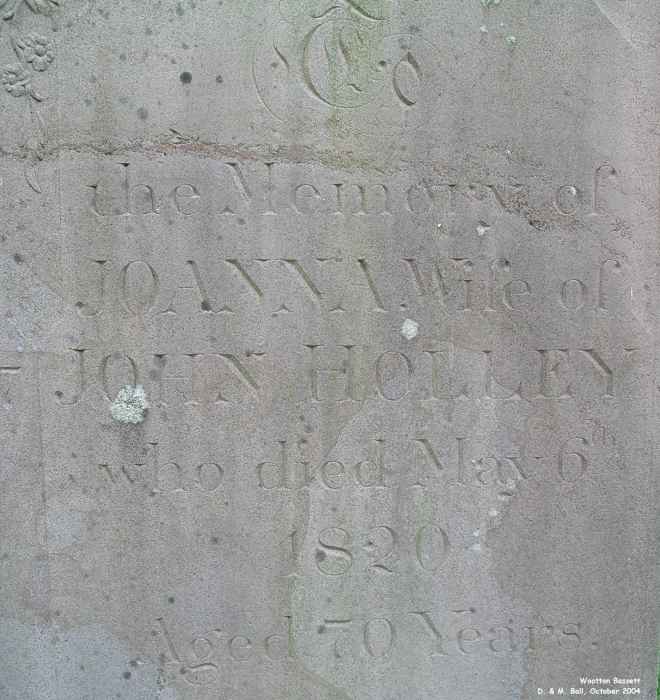 To
the Memory of
JOANNA Wife of
JOHN HOLLEY
who died May 6th
1820
Aged 70 Years.
Wootton Bassett
D. & M. Ball, October 2004